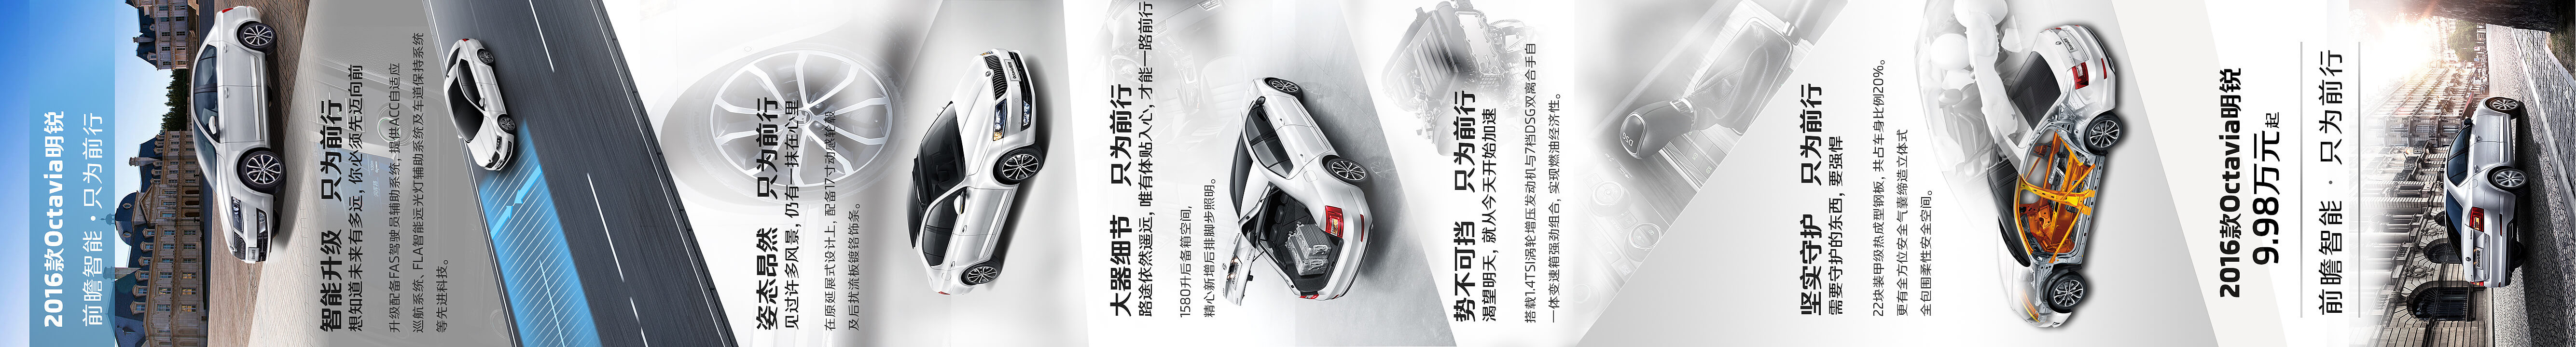 2016款Octavia明锐
前瞻智能·只为前行
智能升级 只为前行
想知道未来有多远，你必须先迈向前
升级配备FAS驾驶员辅助系统，提供ACC自适应
巡航系统、FLA智能远光灯辅助系统及车道保持系统
等先进科技。
姿态昂然 只为前行
见过许多风景，仍有一抹在心里
在原延展式设计上，配备17寸动感轮毂
及后扰流板镀铬饰条。
大器细节 只为前行
路途依然遥远，唯有体贴入心，才能一路前行
1580升后备箱空间，
精心新增后排脚步照明。
势不可挡 只为前行
渴望明天，就从今天开始加速
搭载1.4TSI涡轮增压发动机与7档DSG双离合手自
一体变速箱强劲组合，实现燃油经济性。
DSG
坚实守护 只为前行
需要守护的东西，要强悍
22块装甲级热成型钢板，共占车身比例20%。
更有全方位安全气囊缔造立体式
全包围柔性安全空间。
2016款Octavia明锐
9.98万元起
前瞻智能·只为前行